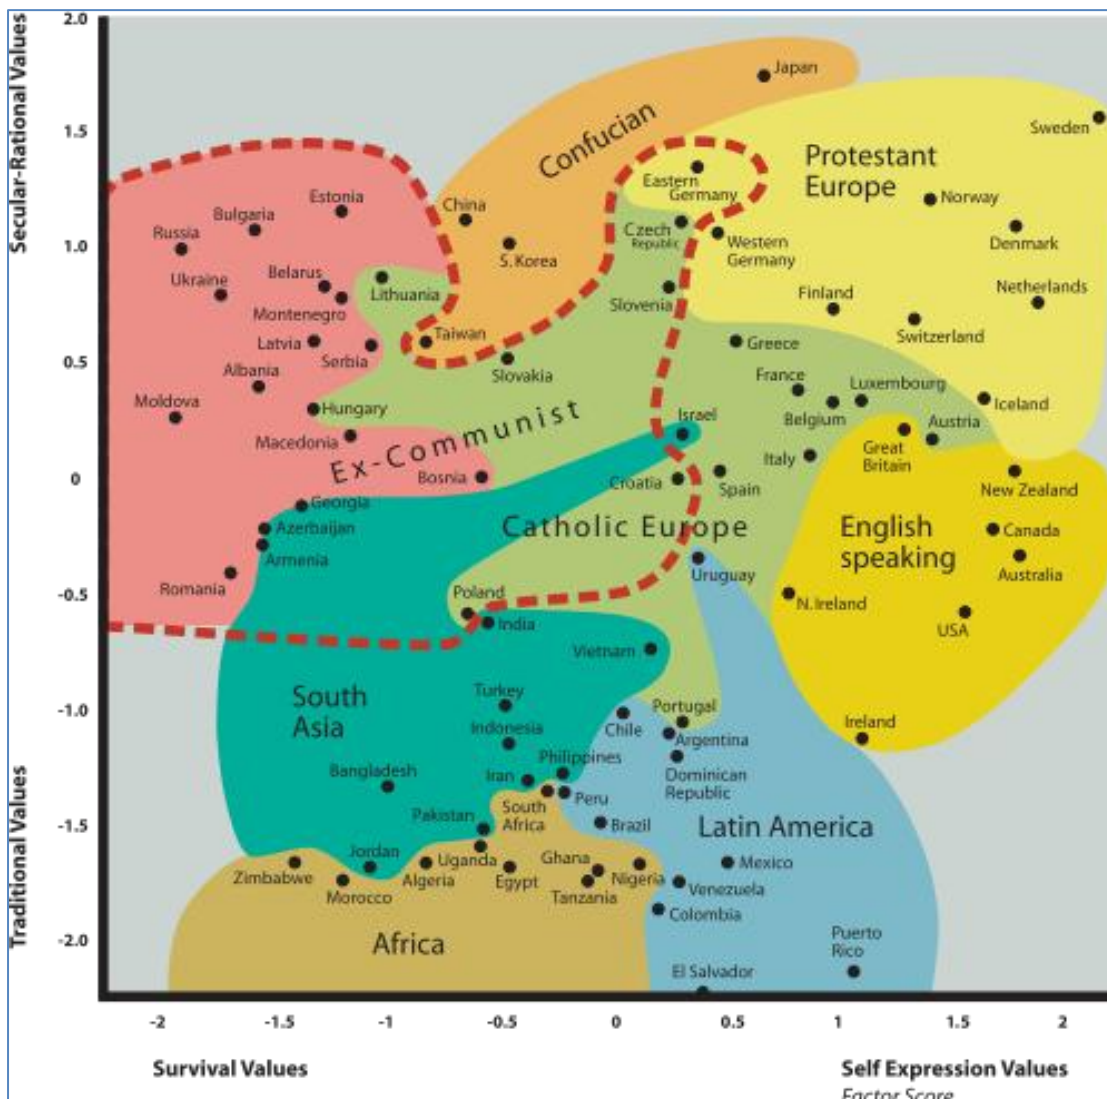 Secular-Rational Values
Traditional Values
2.0
1.5
1.0
0.5
0
-0.5
-1.0
-1.5
-2.0
Japan
Confucian
Sweden
Protestant
Europe
Eastern
Germany
Norway
Estonia
China
Bulgaria
Russia
Czech
Republic
Western
Germany
Denmark
S. Korea
Ukraine
Belarus
Lithuania
Montenegro
Slovenia
Finland
Netherlands
Switzerland
Taiwan
Latvia
Serbia
Greece
Slovakia
Albania
France
Luxembourg
Moldova
Hungary
Belgium
Iceland
Austria
Israel
Great
Britain
Macedonia
Ex-Communist
Italy
Bosnia
Croatia
Spain
New Zealand
Georgia
Azerbaijan
Armenia
Catholic Europe
English
speaking
Canada
Australia
Romania
Uruguay
Poland
India
N. Ireland
USA
Vietnam
South
Asia
Turkey
Indonesia
Chile
Portugal
Argentina
Ireland
Bangladesh
Iran
Philippines
Dominican
Republic
Pakistan
South
Africa
Peru
Brazil
Latin America
Zimbabwe
Jordan
Morocco
Algeria
Uganda
Egypt
Ghana
Tanzania
Nigeria
Mexico
Venezuela
Colombia
Africa
Puerto
Rico
El Salvador
-2
-1.5
-1
-0.5
0
0.5
1
1.5
2
Survival Values
Self Expression Values
Factor Score